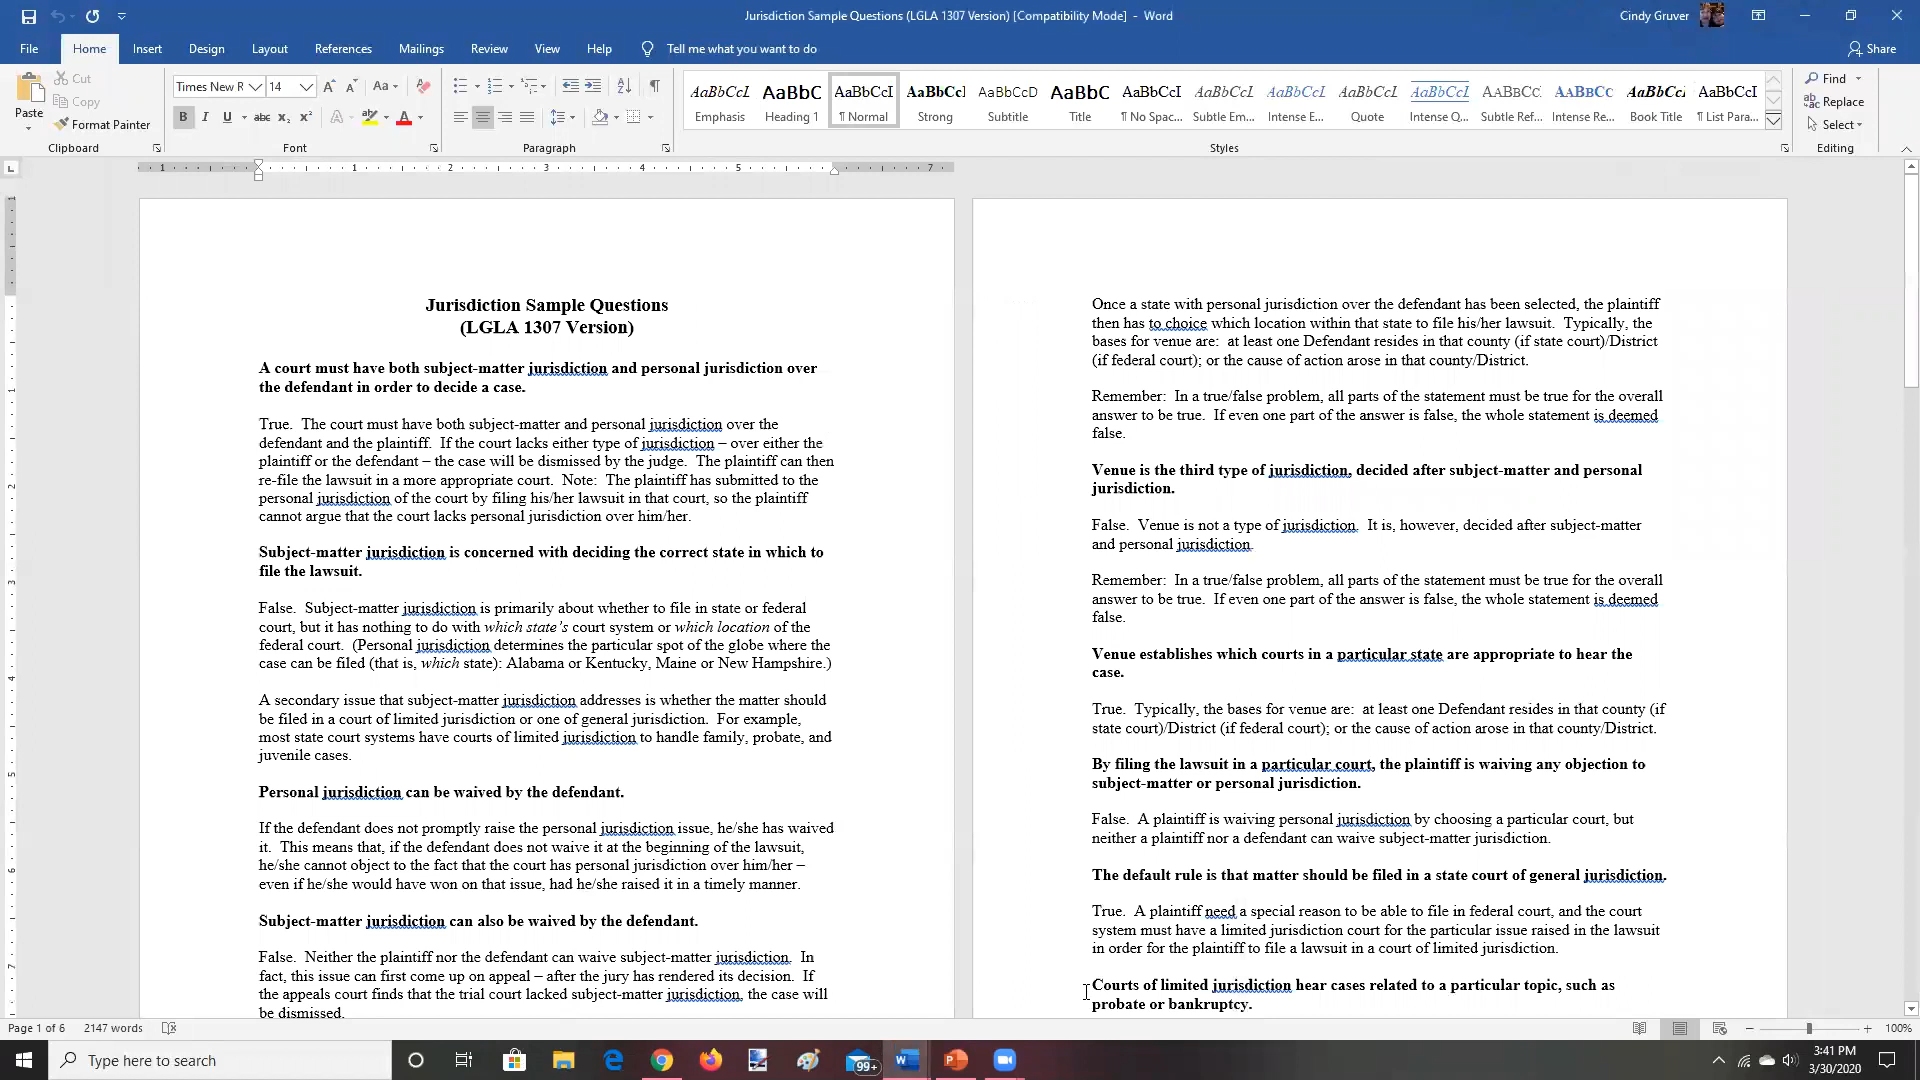 Jurisdiction Sample Questions (LGLA 1307 Version) [Compatibility Mode] - Word
Cindy Gruver
File Home Insert Design Layout References Mailings Review View Help Tell me what you want to do
Share
Paste
Cut
Copy
Format Painter
Clipboard
Times New R 14
Aa
B I U abc x₂ x² A A
Font
Paragraph
AaBbCcL AaBbC AaBbCcI AaBbCcI AaBbCcD AaBbC AaBbCcI AaBbCcL AaBbCcI AaBbCcI AaBbCcI AABBCC AABBCC AaBbCcI AaBbCcI
Emphasis Heading 1 ¶ Normal Strong Subtitle Title ¶ No Spac... Subtle Em... Intense E... Quote Intense Q... Subtle Ref... Intense Re... Book Title ¶ List Para...
Styles
Find
Replace
Select
Editing
1 1 2 3 4 5 7
1 1 2 3 4 5 6 7
Jurisdiction Sample Questions
(LGLA 1307 Version)
A court must have both subject-matter jurisdiction and personal jurisdiction over
the defendant in order to decide a case.
True. The court must have both subject-matter and personal jurisdiction over the
defendant and the plaintiff. If the court lacks either type of jurisdiction – over either the
plaintiff or the defendant – the case will be dismissed by the judge. The plaintiff can then
re-file the lawsuit in a more appropriate court. Note: The plaintiff has submitted to the
personal jurisdiction of the court by filing his/her lawsuit in that court, so the plaintiff
cannot argue that the court lacks personal jurisdiction over him/her.
Subject-matter jurisdiction is concerned with deciding the correct state in which to
file the lawsuit.
False. Subject-matter jurisdiction is primarily about whether to file in state or federal
court, but it has nothing to do with which state's court system or which location of the
federal court. (Personal jurisdiction determines the particular spot of the globe where the
case can be filed (that is, which state): Alabama or Kentucky, Maine or New Hampshire.)
A secondary issue that subject-matter jurisdiction addresses is whether the matter should
be filed in a court of limited jurisdiction or one of general jurisdiction. For example,
most state court systems have courts of limited jurisdiction to handle family, probate, and
juvenile cases.
Personal jurisdiction can be waived by the defendant.
If the defendant does not promptly raise the personal jurisdiction issue, he/she has waived
it. This means that, if the defendant does not waive it at the beginning of the lawsuit,
he/she cannot object to the fact that the court has personal jurisdiction over him/her –
even if he/she would have won on that issue, had he/she raised it in a timely manner.
Subject-matter jurisdiction can also be waived by the defendant.
False. Neither the plaintiff nor the defendant can waive subject-matter jurisdiction. In
fact, this issue can first come up on appeal – after the jury has rendered its decision. If
the appeals court finds that the trial court lacked subject-matter jurisdiction, the case will
be dismissed.
Once a state with personal jurisdiction over the defendant has been selected, the plaintiff
then has to choice which location within that state to file his/her lawsuit. Typically, the
bases for venue are: at least one Defendant resides in that county (if state court)/District
(if federal court); or the cause of action arose in that county/District.
Remember: In a true/false problem, all parts of the statement must be true for the overall
answer to be true. If even one part of the answer is false, the whole statement is deemed
false.
Venue is the third type of jurisdiction, decided after subject-matter and personal
jurisdiction.
False. Venue is not a type of jurisdiction. It is, however, decided after subject-matter
and personal jurisdiction.
Remember: In a true/false problem, all parts of the statement must be true for the overall
answer to be true. If even one part of the answer is false, the whole statement is deemed
false.
Venue establishes which courts in a particular state are appropriate to hear the
case.
True. Typically, the bases for venue are: at least one Defendant resides in that county (if
state court)/District (if federal court); or the cause of action arose in that county/District.
By filing the lawsuit in a particular court, the plaintiff is waiving any objection to
subject-matter or personal jurisdiction.
False. A plaintiff is waiving personal jurisdiction by choosing a particular court, but
neither a plaintiff nor a defendant can waive subject-matter jurisdiction.
The default rule is that matter should be filed in a state court of general jurisdiction.
True. A plaintiff need a special reason to be able to file in federal court, and the court
system must have a limited jurisdiction court for the particular issue raised in the lawsuit
in order for the plaintiff to file a lawsuit in a court of limited jurisdiction.
Courts of limited jurisdiction hear cases related to a particular topic, such as
probate or bankruptcy.
Page 1 of 6 2147 words
100%
Type here to search
99+
3:41 PM
3/30/2020